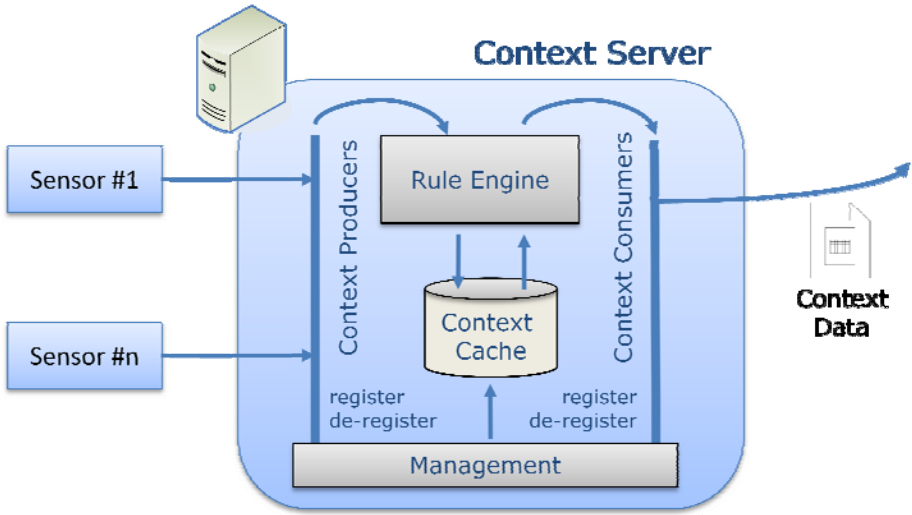 Context Server
Sensor #1
Context Producers
Rule Engine
Context Consumers
Context
Data
Sensor #n
Context
Cache
register
de-register
register
de-register
Management